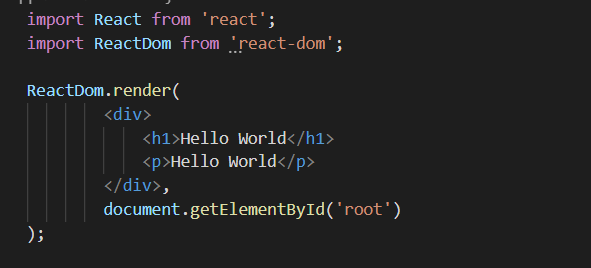 import React from 'react';
import ReactDom from 'react-dom';
ReactDom.render(
<div>
<h1>Hello World</h1>
<p>Hello World</p>
</div>,
document.getElementById('root')
);